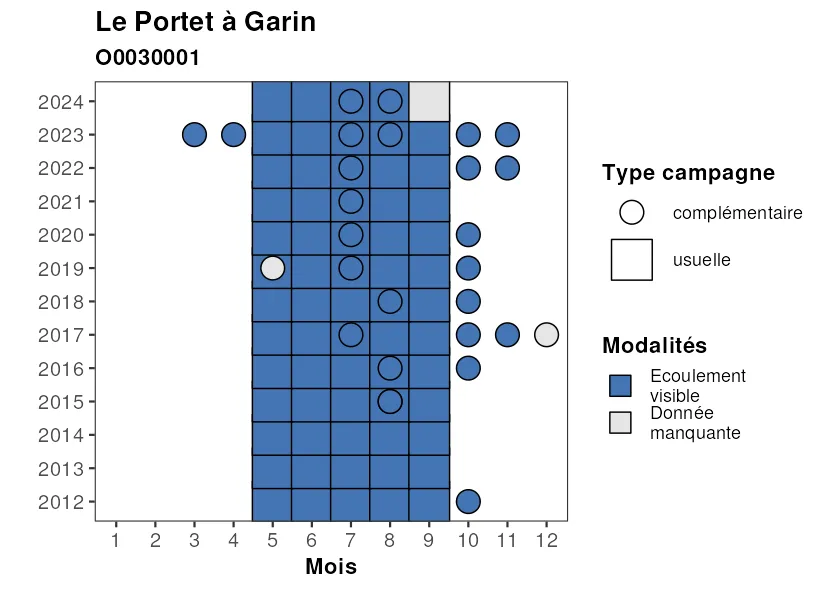 Le Portet à Garin
O0030001
2024
2023
2022
2021
2020
2019
2018
2017
2016
2015
2014
2013
2012
1 2 3 4 5 6 7 8 9 10 11 12
Mois
Type campagne
complémentaire
usuelle
Modalités
Ecoulement
visible
Donnée
manquante